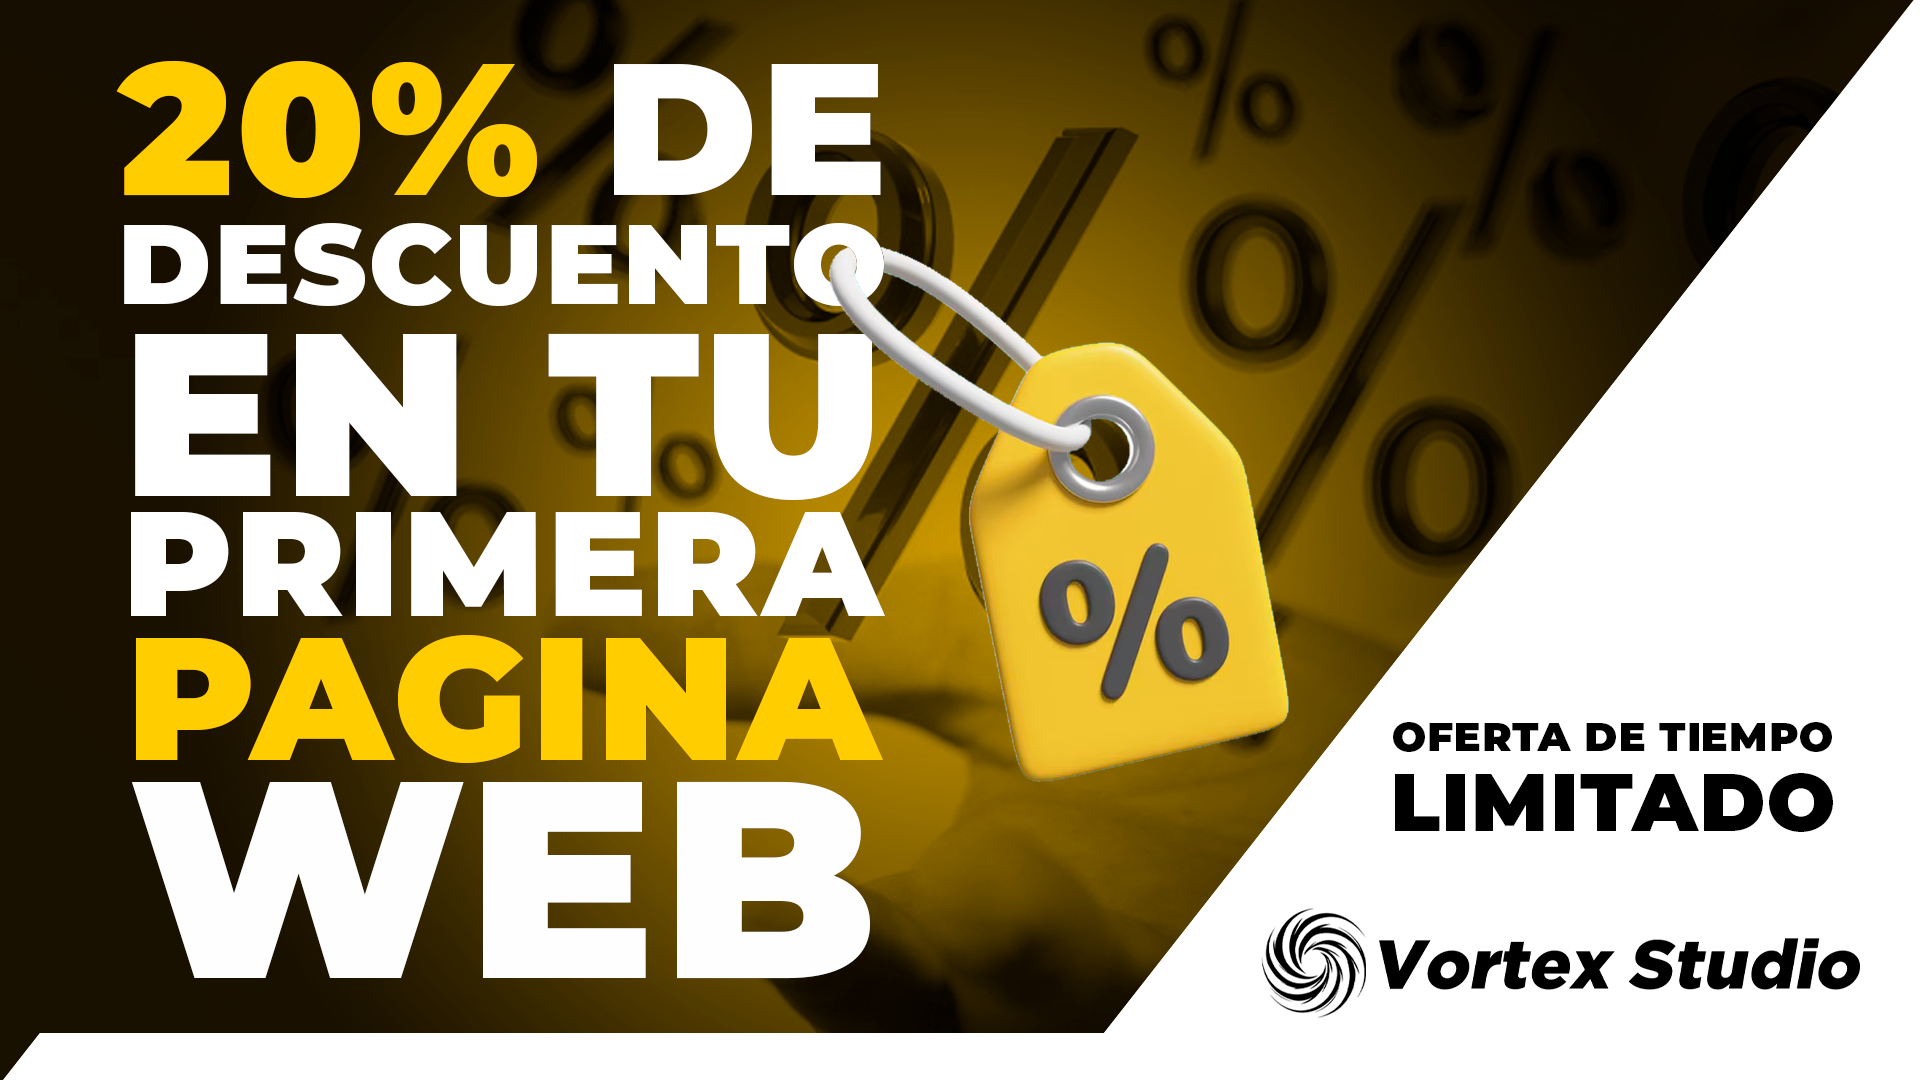 20% DE
DESCUENTO
EN TU
PRIMERA
PAGINA
WEB
%
OFERTA DE TIEMPO
LIMITADO
Vortex Studio